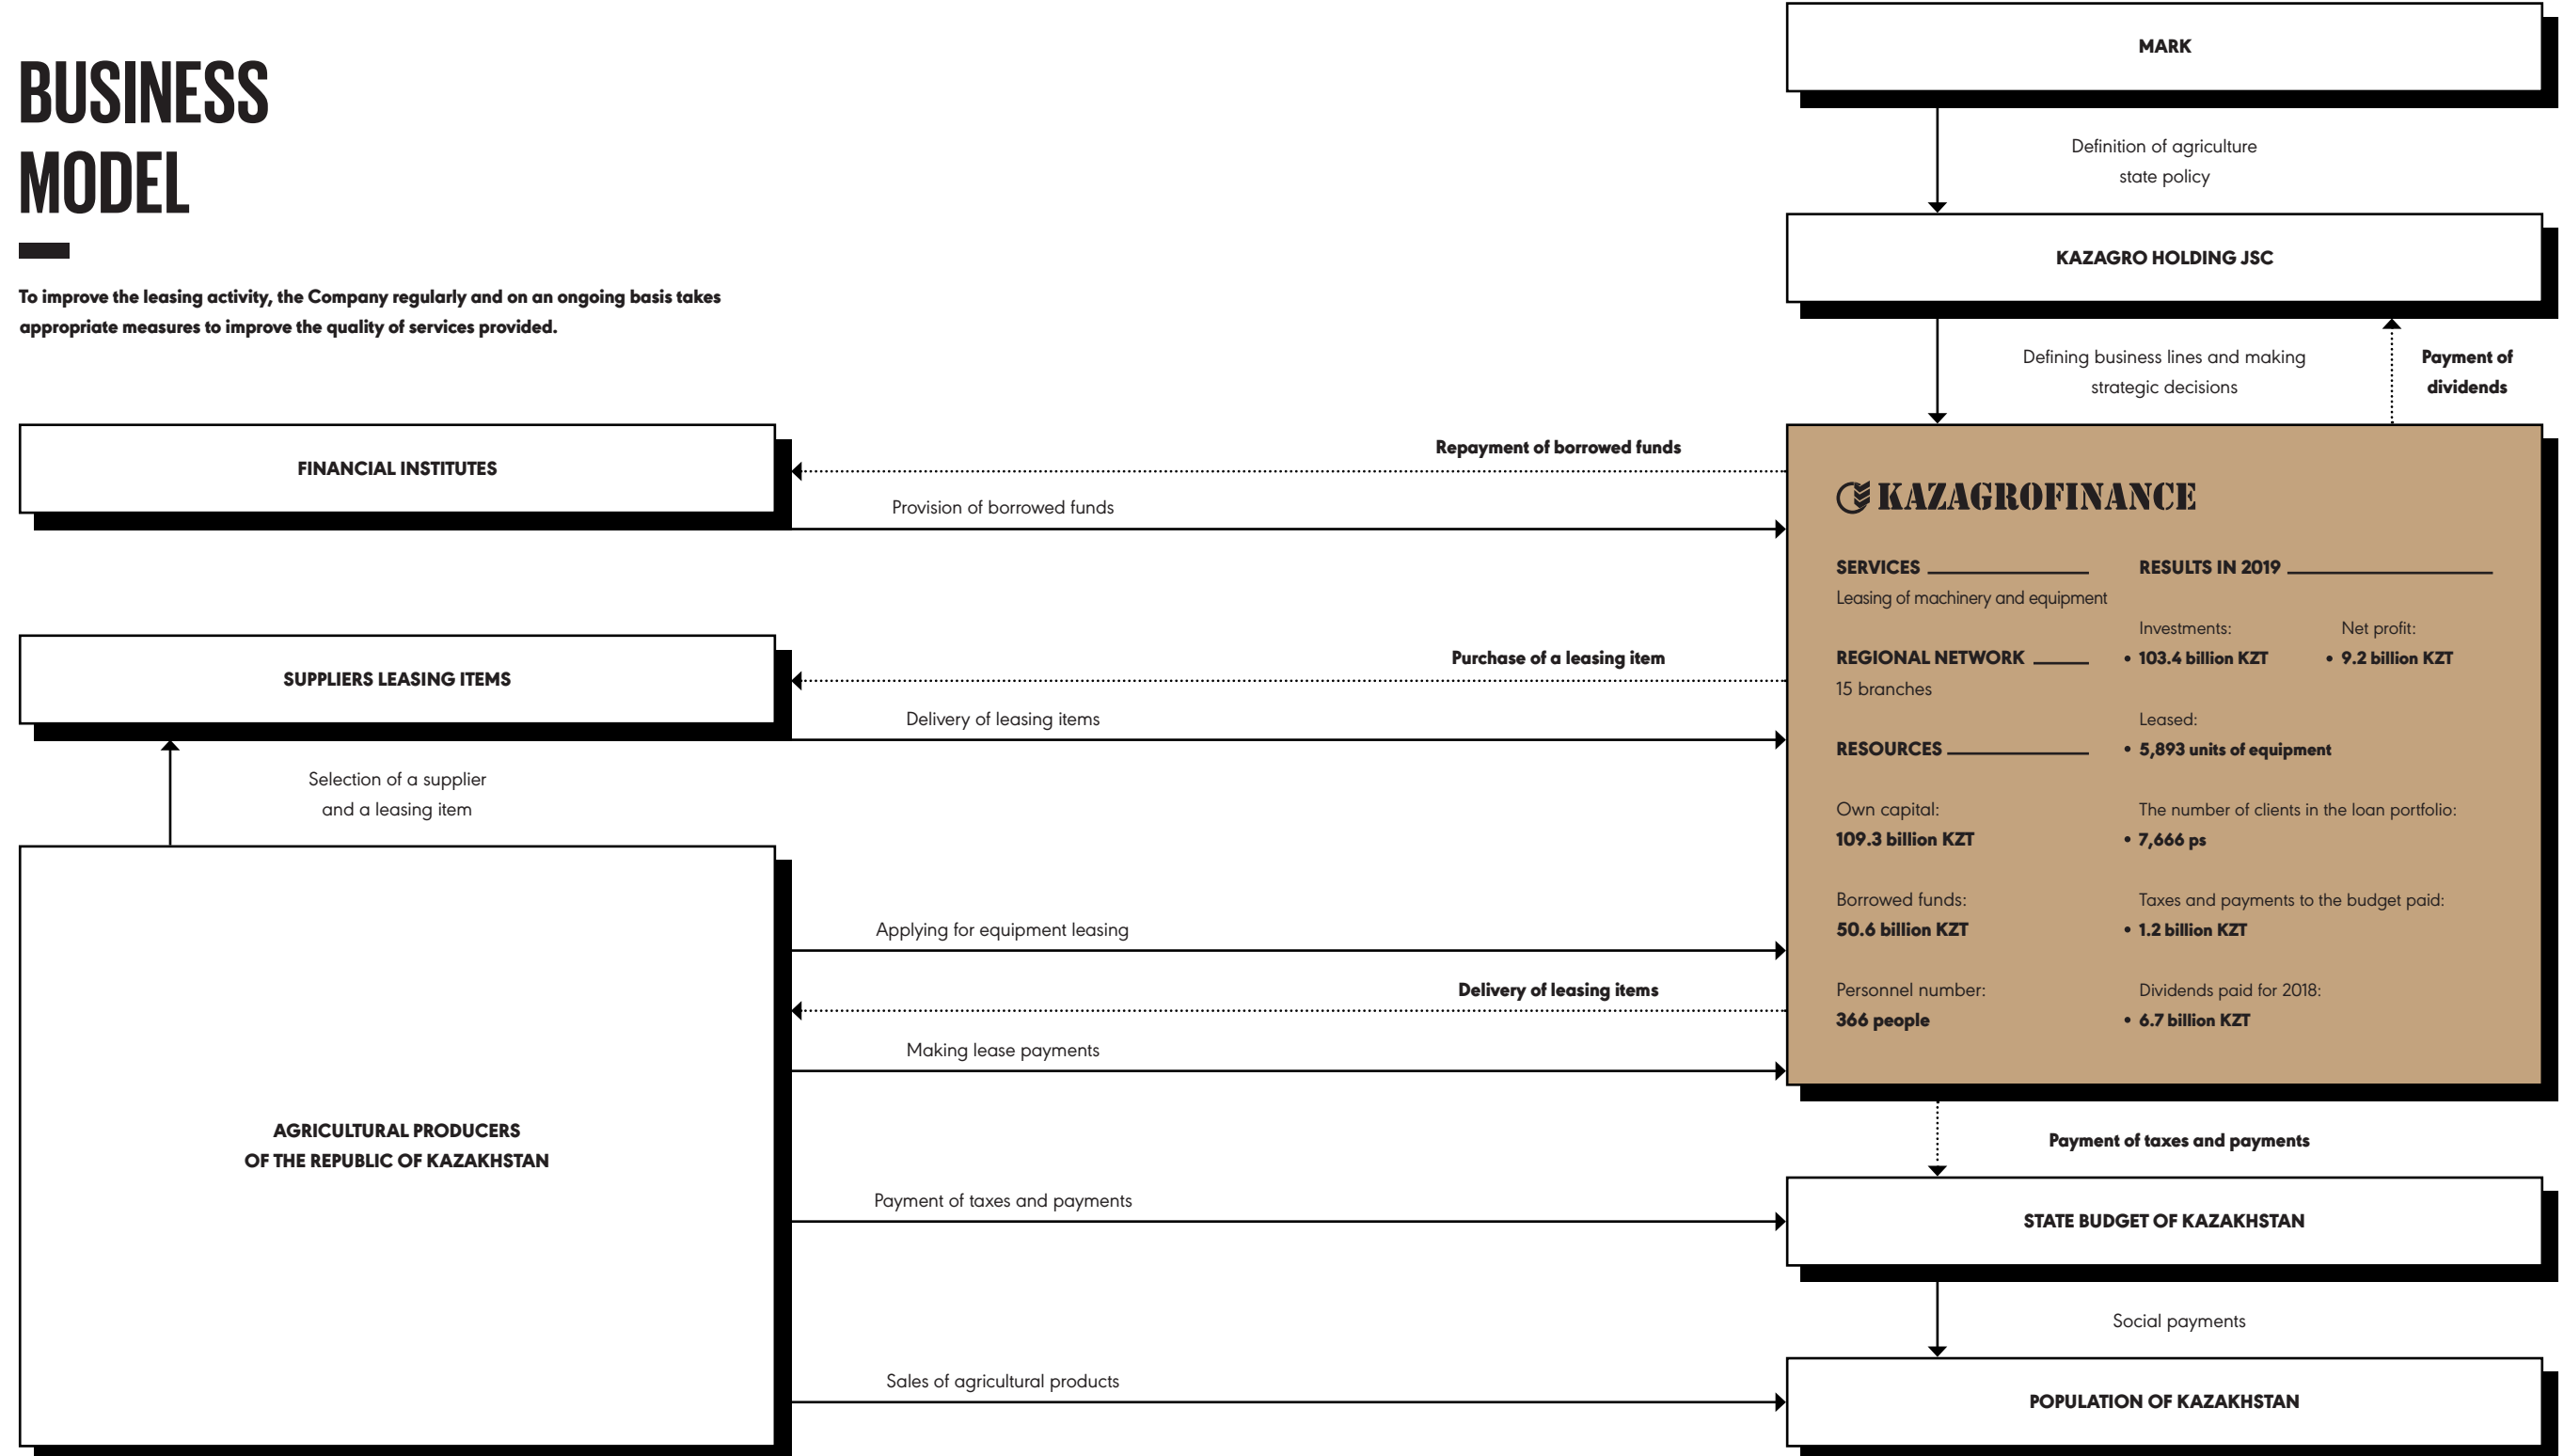 BUSINESS
MODEL
To improve the leasing activity, the Company regularly and on an ongoing basis takes
appropriate measures to improve the quality of services provided.
MARK
Definition of agriculture
state policy
KAZAGRO HOLDING JSC
Defining business lines and making
strategic decisions
Payment of
dividends
FINANCIAL INSTITUTES
Repayment of borrowed funds
Provision of borrowed funds
SUPPLIERS LEASING ITEMS
Purchase of a leasing item
Delivery of leasing items
Selection of a supplier
and a leasing item
AGRICULTURAL PRODUCERS
OF THE REPUBLIC OF KAZAKHSTAN
Applying for equipment leasing
Delivery of leasing items
Making lease payments
Payment of taxes and payments
Sales of agricultural products
KAZAGROFINANCE
SERVICES
Leasing of machinery and equipment
REGIONAL NETWORK
15 branches
RESOURCES
Own capital:
109.3 billion KZT
Borrowed funds:
50.6 billion KZT
Personnel number:
366 people
RESULTS IN 2019
Investments:
• 103.4 billion KZT
Net profit:
• 9.2 billion KZT
Leased:
• 5,893 units of equipment
The number of clients in the loan portfolio:
• 7,666 ps
Taxes and payments to the budget paid:
• 1.2 billion KZT
Dividends paid for 2018:
• 6.7 billion KZT
Payment of taxes and payments
STATE BUDGET OF KAZAKHSTAN
Social payments
POPULATION OF KAZAKHSTAN